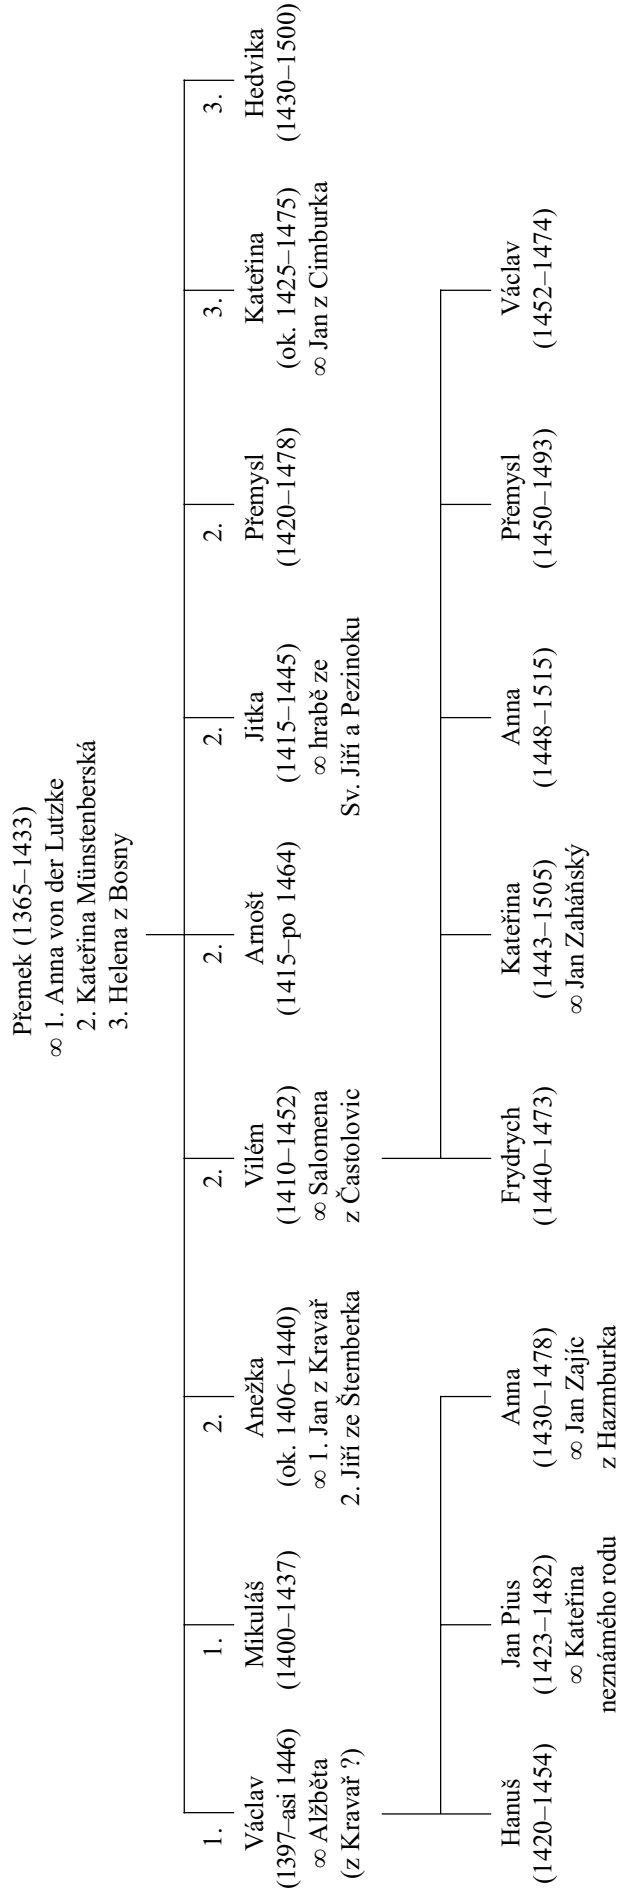 Přemek (1365–1433)
∞ 1. Anna von der Lutzke
2. Kateřina Münstenberská
3. Helena z Bosny
1.
Václav
(1397–asi 1446)
∞ Alžběta
(z Kravař ?)
1.
Mikuláš
(1400–1437)
2.
Anežka
(ok. 1406–1440)
∞ 1. Jan z Kravař
2. Jiří ze Šternberka
2.
Vilém
(1410–1452)
∞ Salomena
z Častolovic
2.
Arnošt
(1415–po 1464)
2.
Jitka
(1415–1445)
∞ hrabě ze
Sv. Jiří a Pezinoku
2.
Přemysl
(1420–1478)
3.
Kateřina
(ok. 1425–1475)
∞ Jan z Cimburka
3.
Hedvika
(1430–1500)
Hanuš
(1420–1454)
Jan Pius
(1423–1482)
∞ Kateřina
neznámého rodu
Anna
(1430–1478)
∞ Jan Zajíc
z Hazmburka
Frydrych
(1440–1473)
Kateřina
(1443–1505)
∞ Jan Zaháňský
Anna
(1448–1515)
Přemysl
(1450–1493)
Václav
(1452–1474)